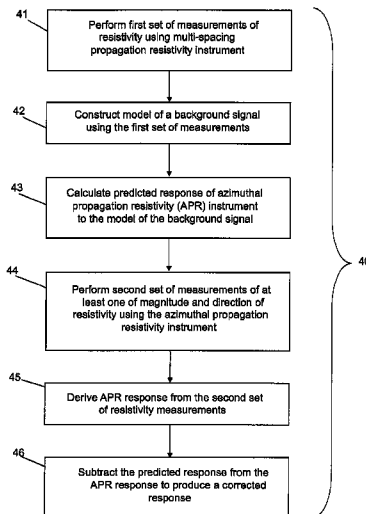 41
Perform first set of measurements of
resistivity using multi-spacing
propagation resistivity instrument
42
Construct model of a background signal
using the first set of measurements
43
Calculate predicted response of azimuthal
propagation resistivity (APR) instrument
to the model of the background signal
40
44
Perform second set of measurements of at
least one of magnitude and direction of
resistivity using the azimuthal propagation
resistivity instrument
45
Derive APR response from the second set
of resistivity measurements
46
Subtract the predicted response from the
APR response to produce a corrected
response